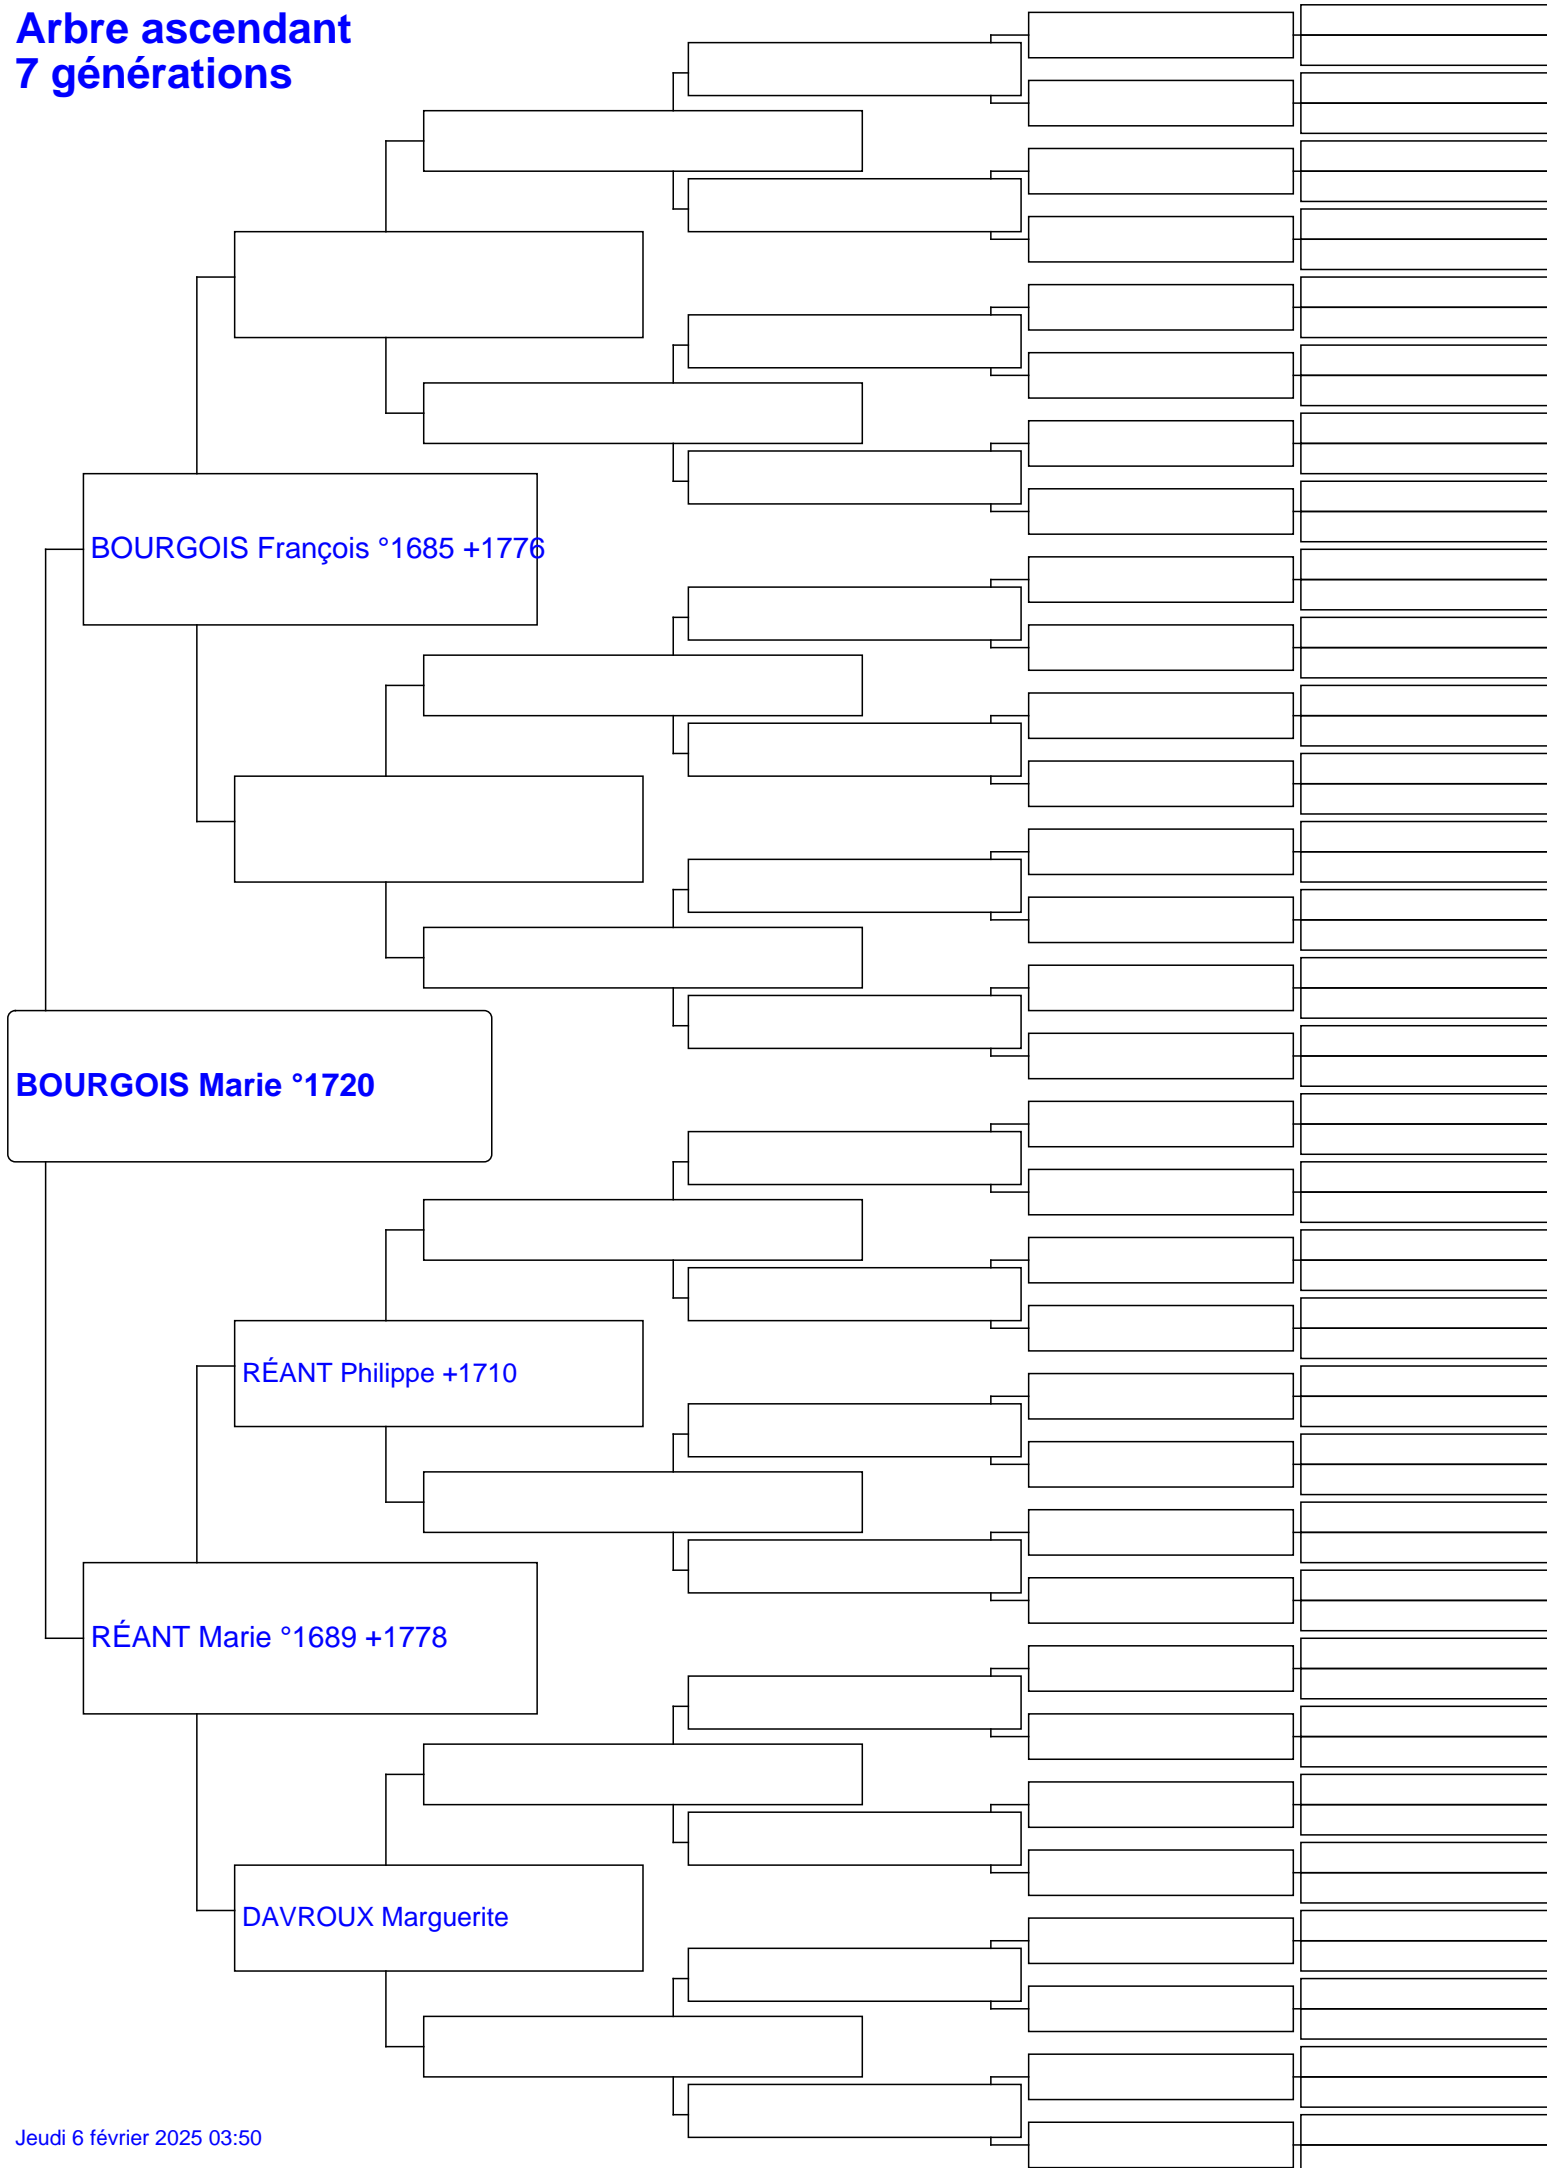 Arbre ascendant
7 générations
BOURGOIS François °1685 +1776
BOURGOIS Marie °1720
RÉANT Philippe +1710
RÉANT Marie °1689 +1778
DAVROUX Marguerite
Jeudi 6 février 2025 03:50